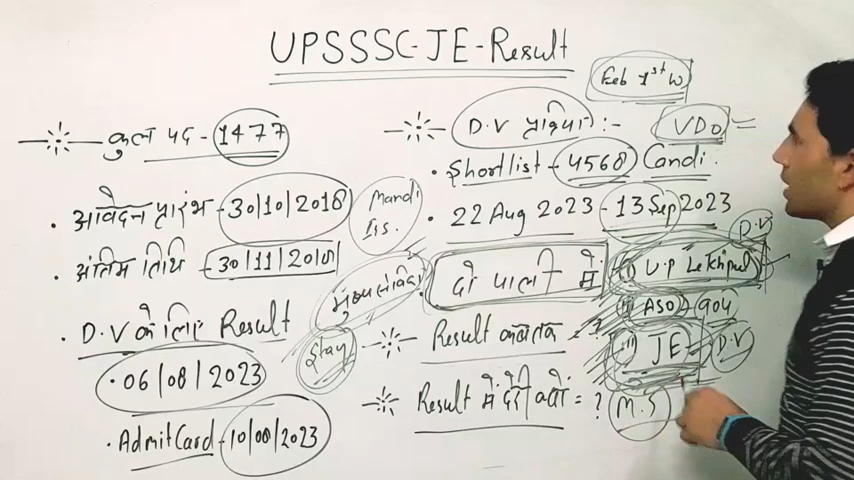 UPSSSC-JE-Result
Feb 1st W
कुल पद - 1477
आवेदन प्रारंभ - 30/10/2018
अंतिम तिथि - 30/11/2018
Mandi
Ins.
D.V के लिए Result
06/08/2023
Admit Card - 10/08/2023
Stay
D.V प्रक्रिया :-
VDO =
Shortlist - 4568 Candi.
22 Aug 2023 - 13 Sep 2023
D.V
दो पाली में
(i) U.P Lekhpal
(ii) ASO - 904
(iii) JE
D.V
Result कब तक = ?
Result में देरी क्यों = ?
M.S